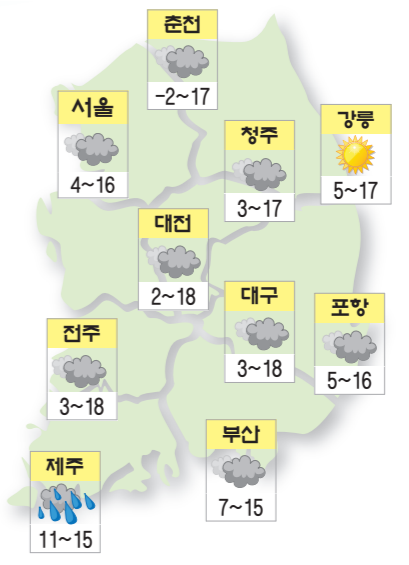 춘천
-2~17
서울
4~16
청주
3~17
강릉
5~17
대전
2~18
대구
3~18
포항
5~16
전주
3~18
부산
7~15
제주
11~15